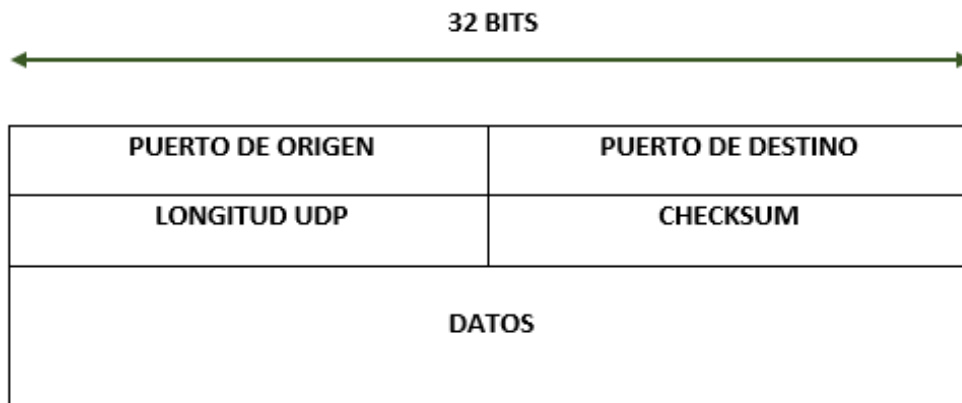 32 BITS
PUERTO DE ORIGEN
PUERTO DE DESTINO
LONGITUD UDP
CHECKSUM
DATOS